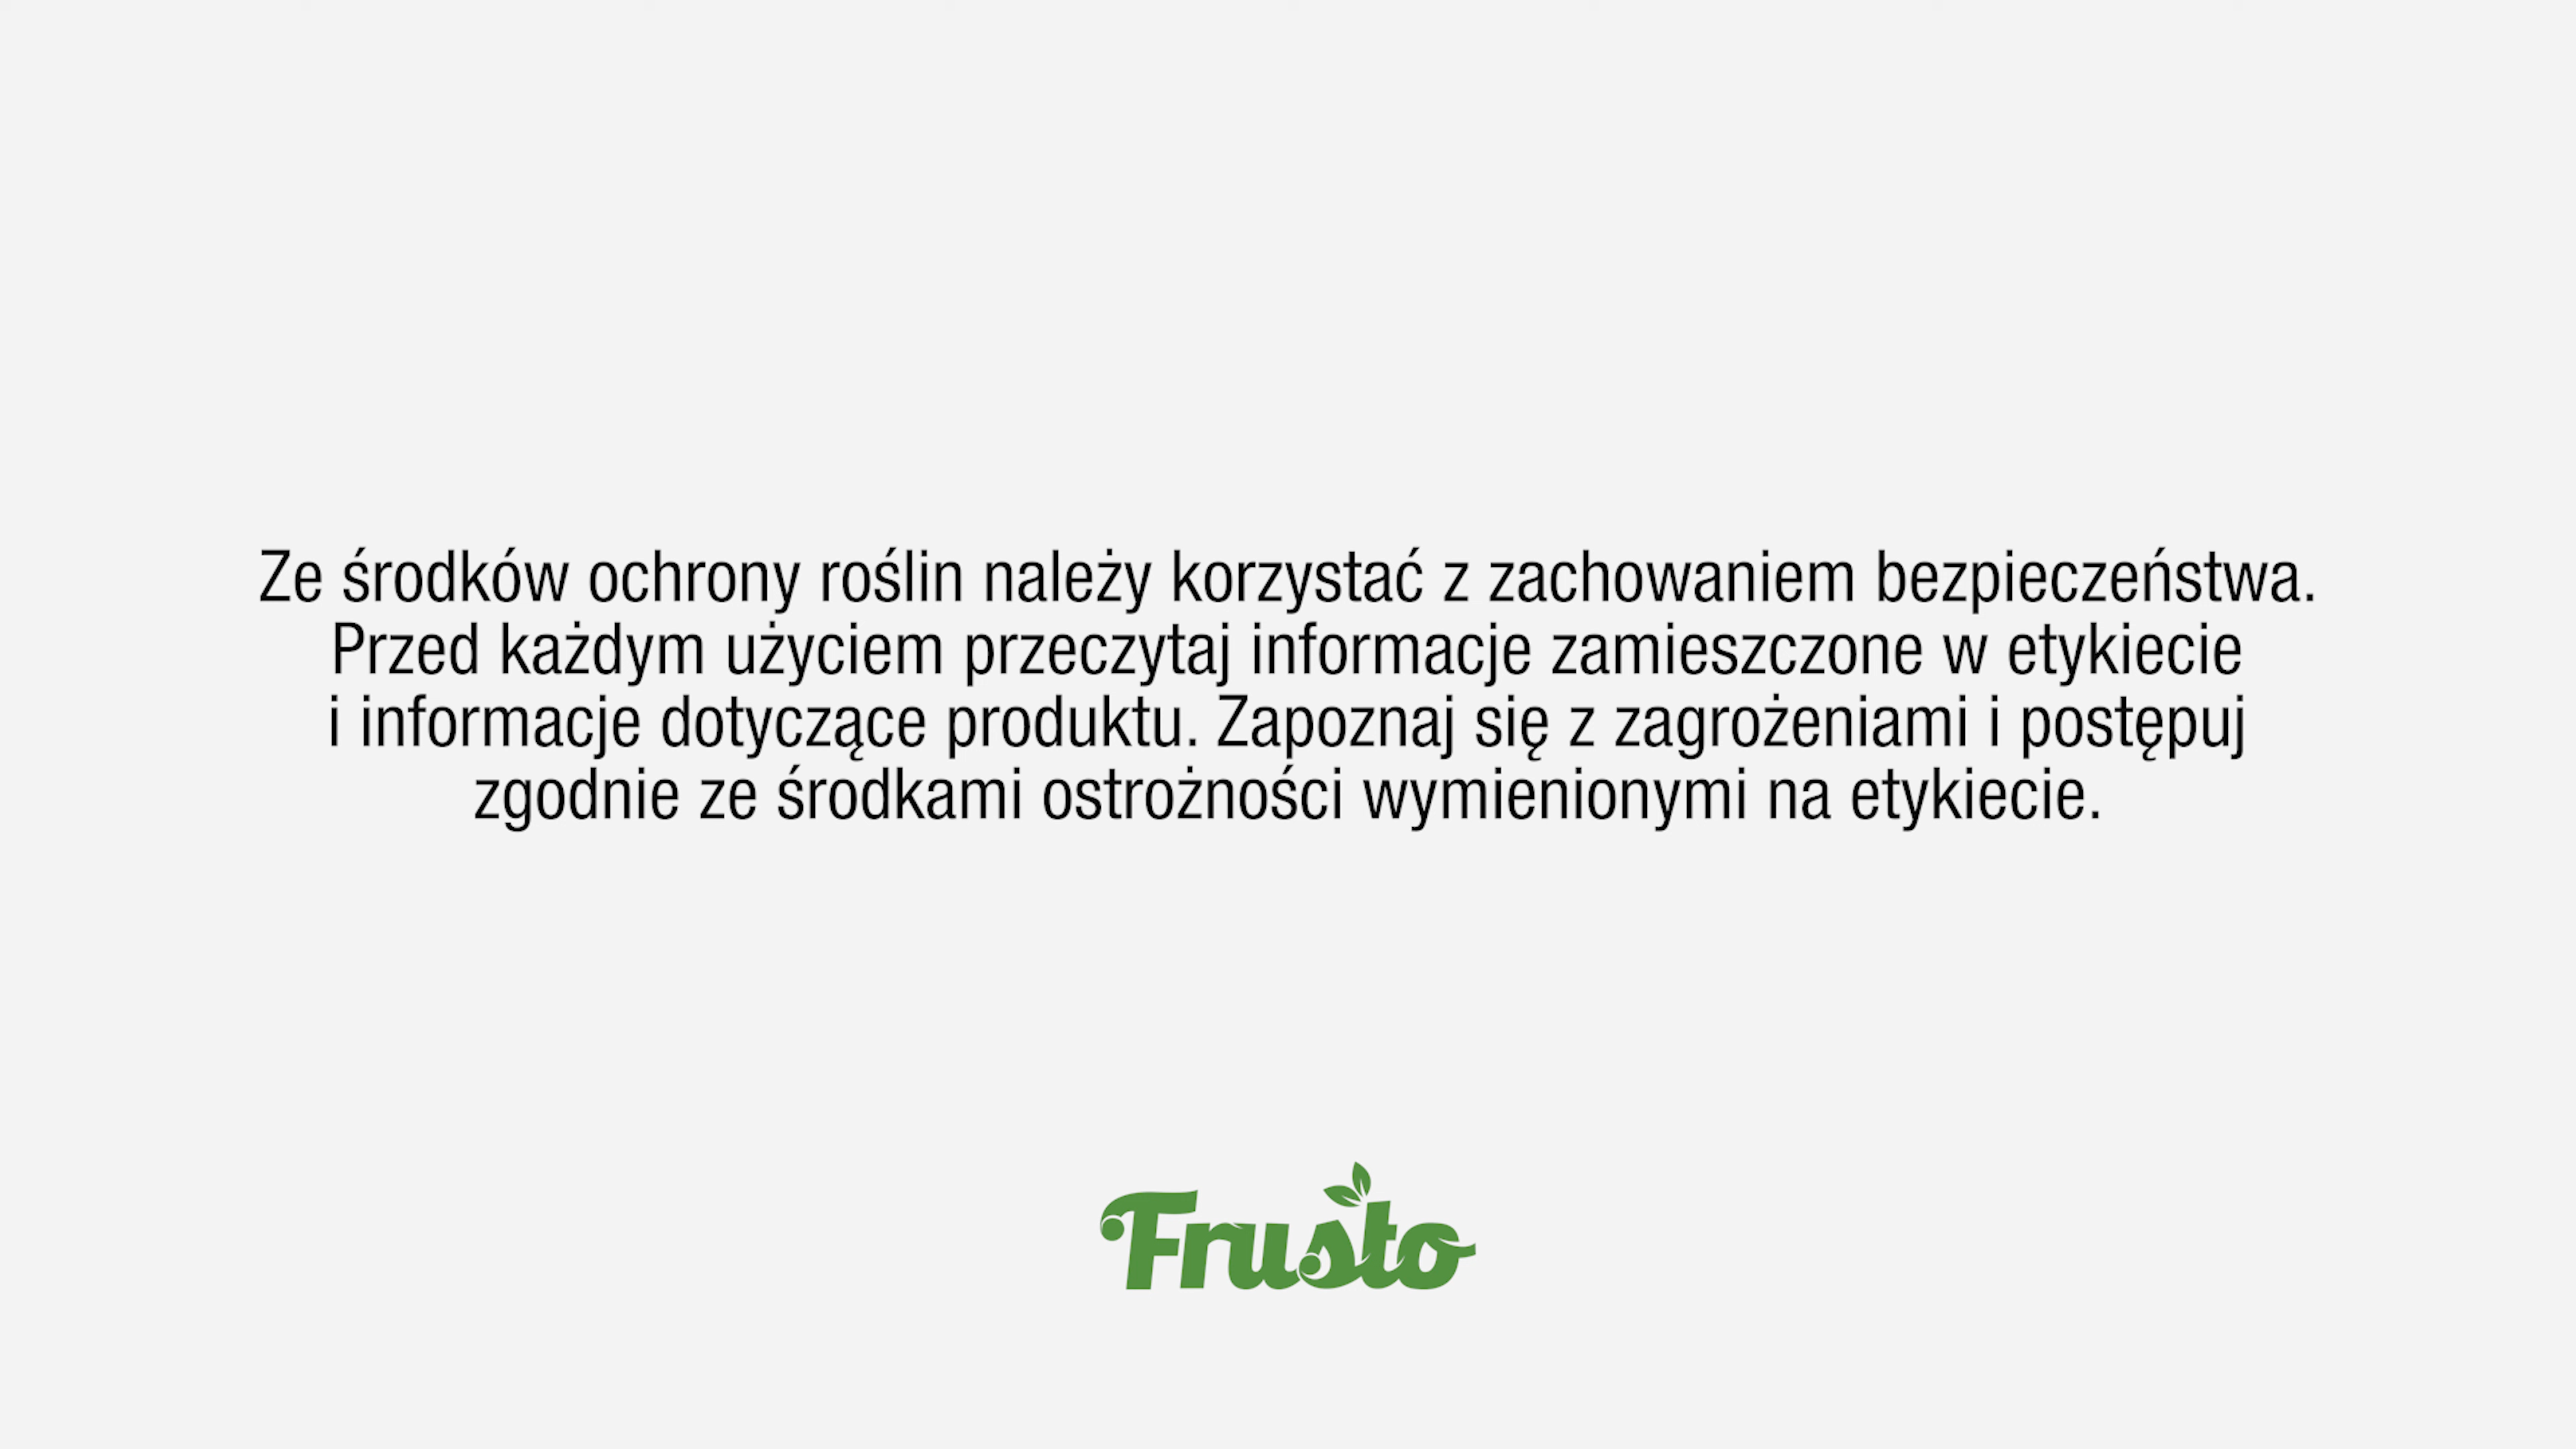 Ze środków ochrony roślin należy korzystać z zachowaniem bezpieczeństwa.
Przed każdym użyciem przeczytaj informacje zamieszczone w etykiecie
i informacje dotyczące produktu. Zapoznaj się z zagrożeniami i postępuj
zgodnie ze środkami ostrożności wymienionymi na etykiecie.
Frusto